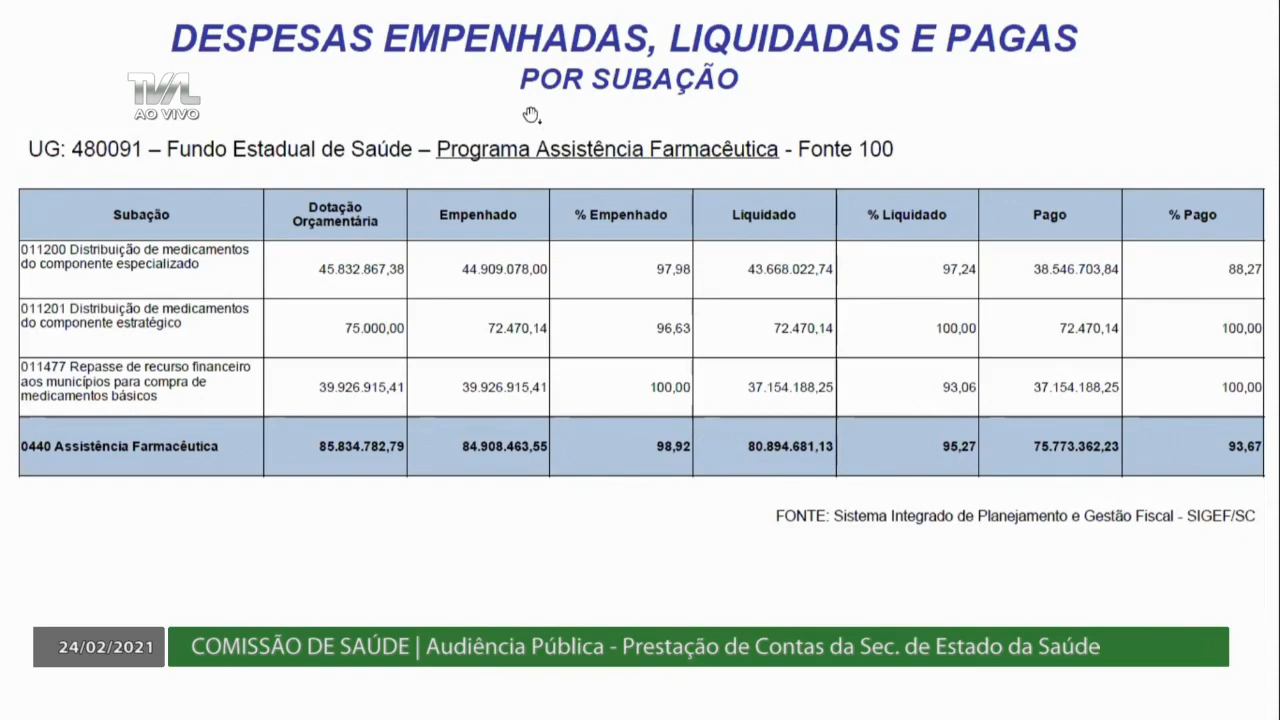 DESPESAS EMPENHADAS, LIQUIDADAS E PAGAS
POR SUBAÇÃO
TVAL
AO VIVO
UG: 480091 – Fundo Estadual de Saúde – Programa Assistência Farmacêutica - Fonte 100
Subação Dotação Orçamentária Empenhado % Empenhado Liquidado % Liquidado Pago % Pago
011200 Distribuição de medicamentos
do componente especializado 45.832.867,38 44.909.078,00 97,98 43.668.022,74 97,24 38.546.703,84 88,27
011201 Distribuição de medicamentos
do componente estratégico 75.000,00 72.470,14 96,63 72.470,14 100,00 72.470,14 100,00
011477 Repasse de recurso financeiro
aos municípios para compra de 39.926.915,41 39.926.915,41 100,00 37.154.188,25 93,06 37.154.188,25 100,00
medicamentos básicos
0440 Assistência Farmacêutica 85.834.782,79 84.908.463,55 98,92 80.894.681,13 95,27 75.773.362,23 93,67
FONTE: Sistema Integrado de Planejamento e Gestão Fiscal - SIGEF/SC
24/02/2021 COMISSÃO DE SAÚDE | Audiência Pública - Prestação de Contas da Sec. de Estado da Saúde